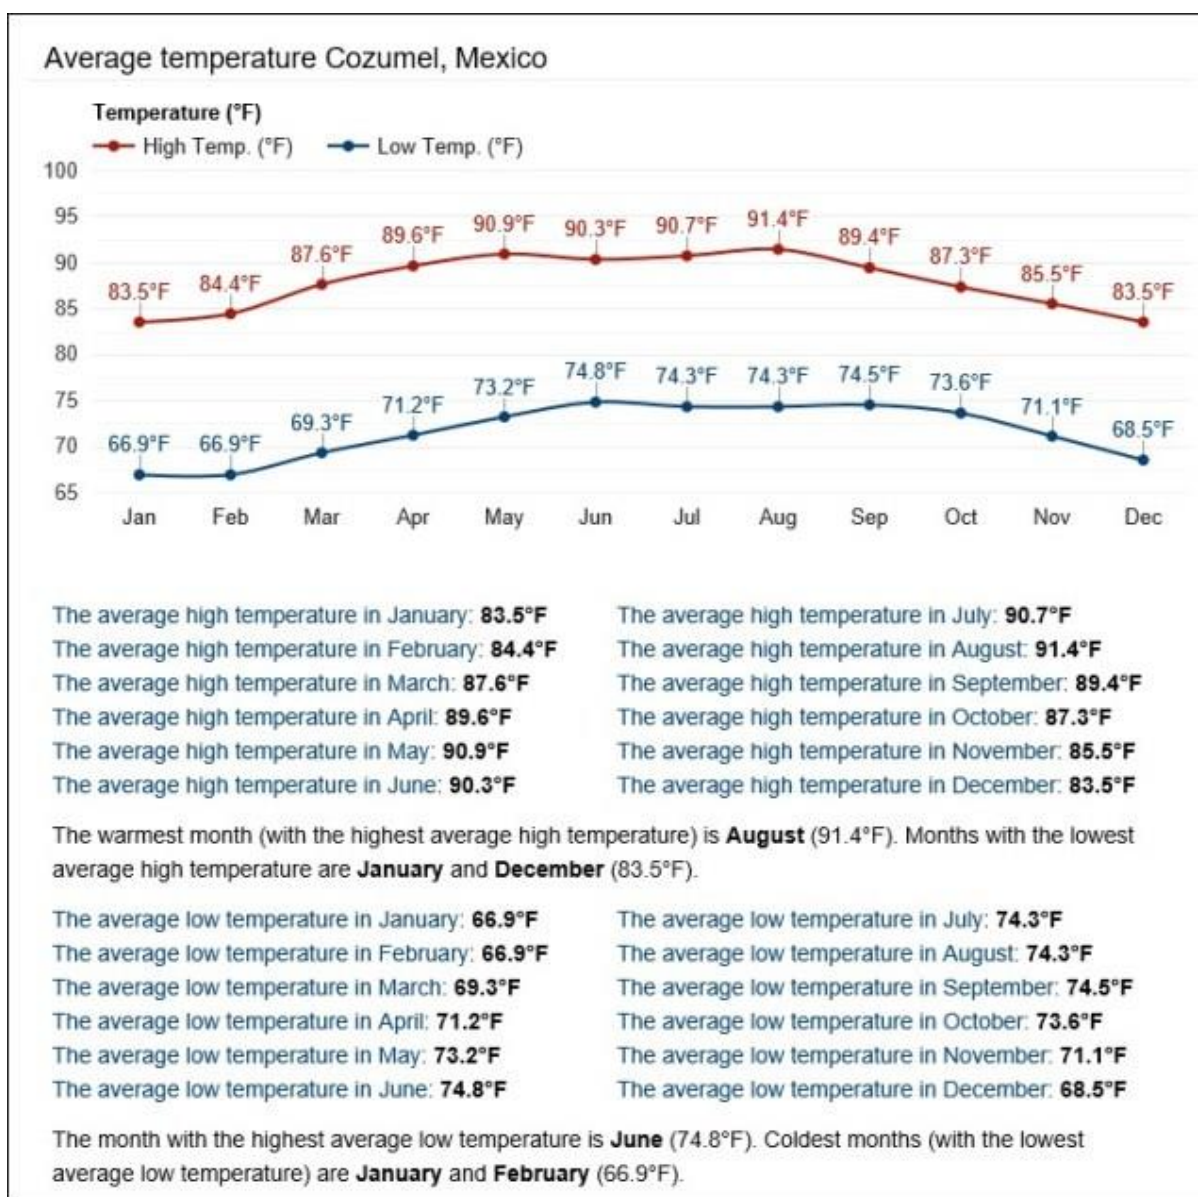 Average temperature Cozumel, Mexico
Temperature (°F)
High Temp. (°F) Low Temp. (°F)
100
95
90
85
80
75
70
65
83.5°F 84.4°F 87.6°F 89.6°F 90.9°F 90.3°F 90.7°F 91.4°F 89.4°F 87.3°F 85.5°F 83.5°F
66.9°F 66.9°F 69.3°F 71.2°F 73.2°F 74.8°F 74.3°F 74.3°F 74.5°F 73.6°F 71.1°F 68.5°F
Jan Feb Mar Apr May Jun Jul Aug Sep Oct Nov Dec
The average high temperature in January: 83.5°F
The average high temperature in February: 84.4°F
The average high temperature in March: 87.6°F
The average high temperature in April: 89.6°F
The average high temperature in May: 90.9°F
The average high temperature in June: 90.3°F
The average high temperature in July: 90.7°F
The average high temperature in August: 91.4°F
The average high temperature in September: 89.4°F
The average high temperature in October: 87.3°F
The average high temperature in November: 85.5°F
The average high temperature in December: 83.5°F
The warmest month (with the highest average high temperature) is August (91.4°F). Months with the lowest
average high temperature are January and December (83.5°F).
The average low temperature in January: 66.9°F
The average low temperature in February: 66.9°F
The average low temperature in March: 69.3°F
The average low temperature in April: 71.2°F
The average low temperature in May: 73.2°F
The average low temperature in June: 74.8°F
The average low temperature in July: 74.3°F
The average low temperature in August: 74.3°F
The average low temperature in September: 74.5°F
The average low temperature in October: 73.6°F
The average low temperature in November: 71.1°F
The average low temperature in December: 68.5°F
The month with the highest average low temperature is June (74.8°F). Coldest months (with the lowest
average low temperature) are January and February (66.9°F).